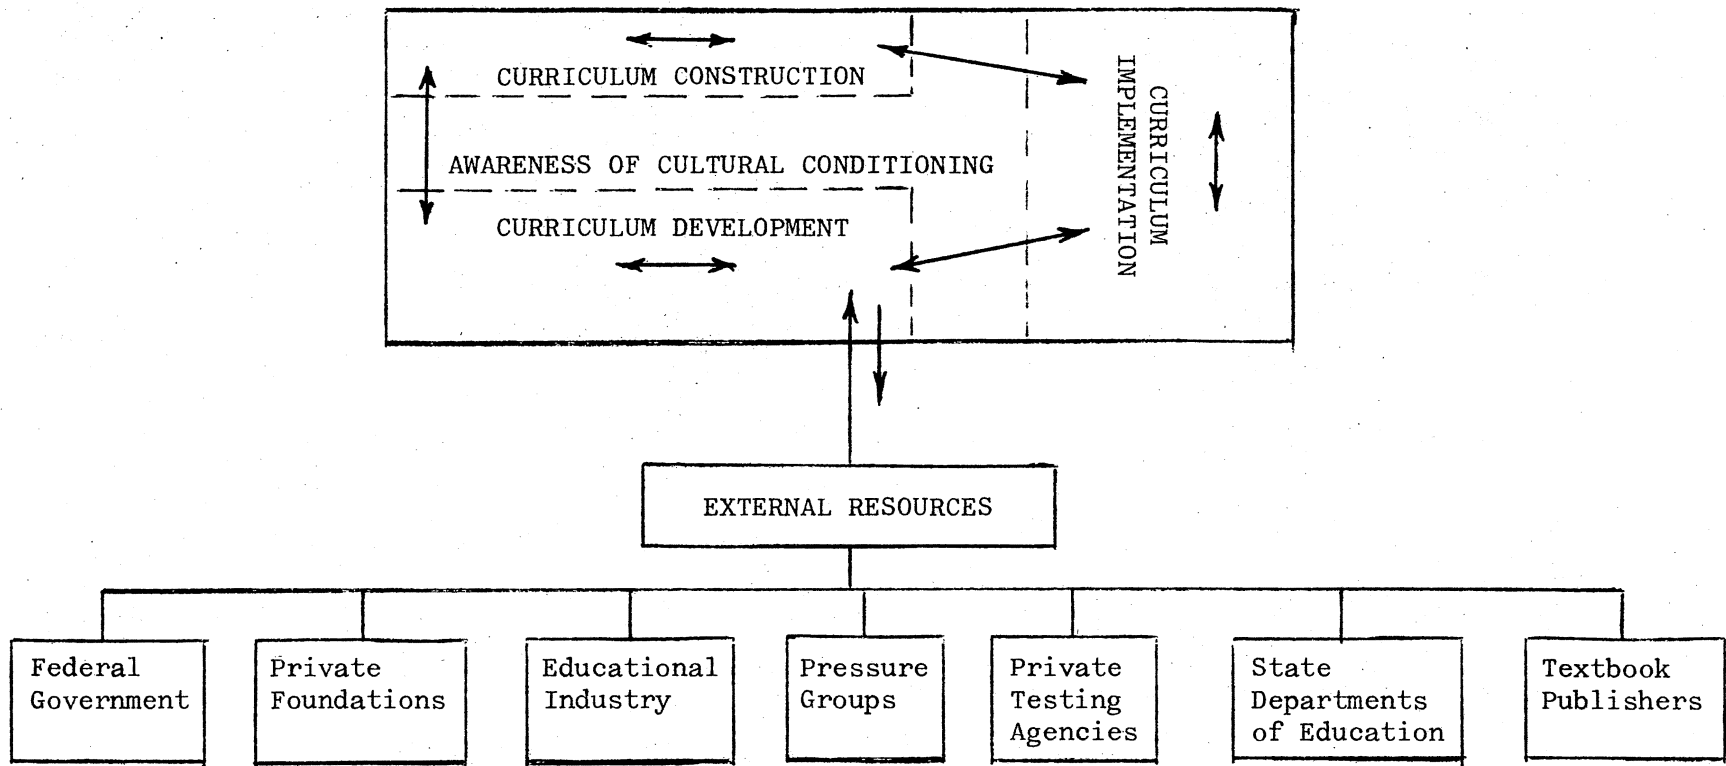 CURRICULUM CONSTRUCTION
AWARENESS OF CULTURAL CONDITIONING
CURRICULUM DEVELOPMENT
CURRICULUM
IMPLEMENTATION
EXTERNAL RESOURCES
Federal
Government
Private
Foundations
Educational
Industry
Pressure
Groups
Private
Testing
Agencies
State
Departments
of Education
Textbook
Publishers